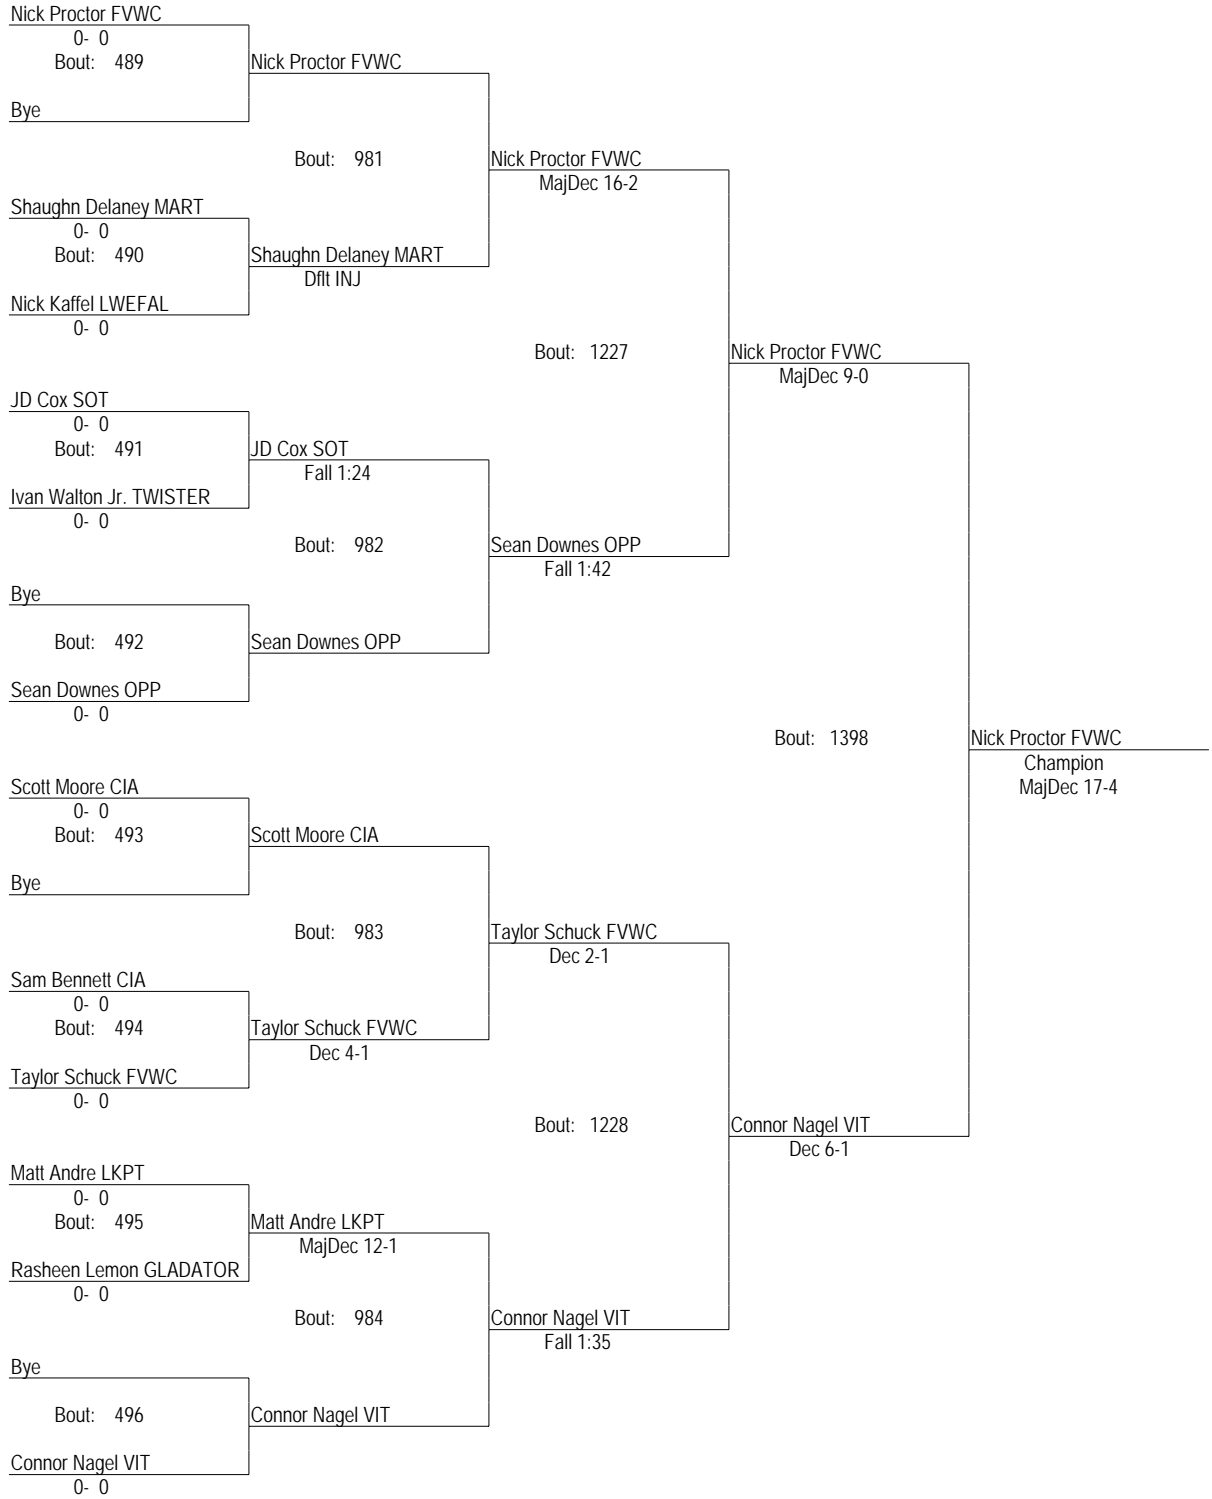 Nick Proctor FVWC
0- 0
Bout: 489
Nick Proctor FVWC
Bye
Bout: 981
Nick Proctor FVWC
MajDec 16-2
Shaughn Delaney MART
0- 0
Bout: 490
Shaughn Delaney MART
Dflt INJ
Nick Kaffel LWEFAL
0- 0
Bout: 1227
Nick Proctor FVWC
MajDec 9-0
JD Cox SOT
0- 0
Bout: 491
JD Cox SOT
Fall 1:24
Ivan Walton Jr. TWISTER
0- 0
Bout: 982
Sean Downes OPP
Fall 1:42
Bye
Bout: 492
Sean Downes OPP
Sean Downes OPP
0- 0
Bout: 1398
Nick Proctor FVWC
Champion
MajDec 17-4
Scott Moore CIA
0- 0
Bout: 493
Scott Moore CIA
Bye
Bout: 983
Taylor Schuck FVWC
Dec 2-1
Sam Bennett CIA
0- 0
Bout: 494
Taylor Schuck FVWC
Dec 4-1
Taylor Schuck FVWC
0- 0
Bout: 1228
Connor Nagel VIT
Dec 6-1
Matt Andre LKPT
0- 0
Bout: 495
Matt Andre LKPT
MajDec 12-1
Rasheen Lemon GLADATOR
0- 0
Bout: 984
Connor Nagel VIT
Fall 1:35
Bye
Bout: 496
Connor Nagel VIT
Connor Nagel VIT
0- 0